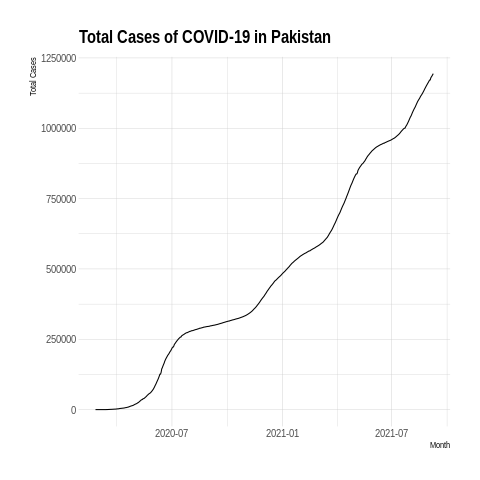 Total Cases of COVID-19 in Pakistan
Total Cases
1250000
1000000
750000
500000
250000
0
2020-07 2021-01 2021-07
Month